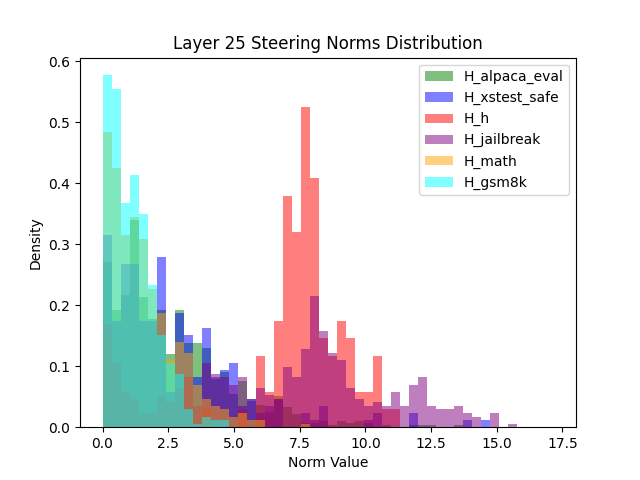 Layer 25 Steering Norms Distribution
H_alpaca_eval
H_xstest_safe
H_h
H_jailbreak
H_math
H_gsm8k
Density
0.6
0.5
0.4
0.3
0.2
0.1
0.0
0.0 2.5 5.0 7.5 10.0 12.5 15.0 17.5
Norm Value